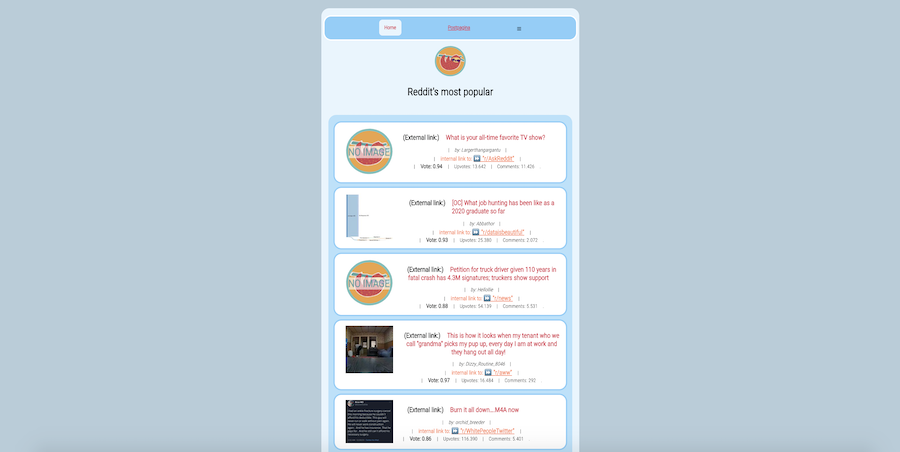 Home
≡
Reddit's most popular
NO IMAGE
(External link:) What is your all-time favorite TV show?
| by: Largerthangarganfu |
| internal link to: ➡️ "r/AskReddit" |
| Vote: 0.94 | Upvotes: 13.642 | Comments: 11.426
(External link:) [OC] What job hunting has been like as a
2020 graduate so far
| by: Abbathor |
| internal link to: ➡️ "r/dataisbeautiful" |
| Vote: 0.93 | Upvotes: 25.380 | Comments: 2.073
NO IMAGE
(External link:) Petition for truck driver given 110 years in
fatal crash has 4.3M signatures; truckers show support
| by: |
| internal link to: ➡️ "r/news" |
| Vote: 0.88 | Upvotes: 54.139 | Comments: 5.531
(External link:) This is how it looks when my tenant who we
call "grandma" picks my pup up, every day I am at work and
they hang out all day!
| by: Dizzy_Routine_8046 |
| internal link to: ➡️ "r/aww" |
| Vote: 0.97 | Upvotes: 16.484 | Comments: 292
(External link:) Burn it all down...M4A now
| by: orchid_breeder |
| internal link to: ➡️ "r/WhitePeopleTwitter" |
| Vote: 0.86 | Upvotes: 116.390 | Comments: 5.401